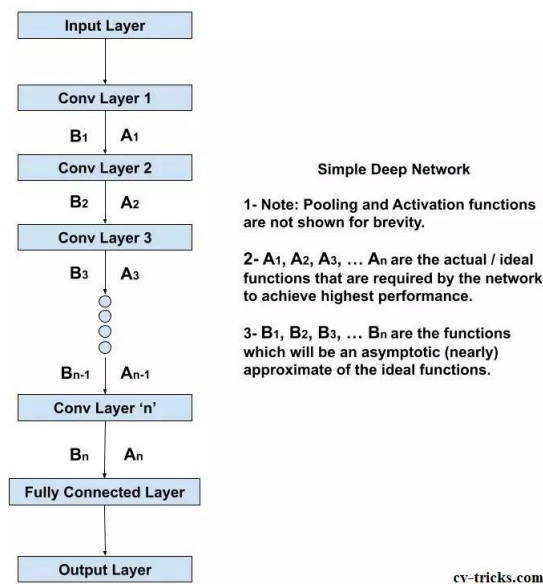 Input Layer
Conv Layer 1
B1 A1
Conv Layer 2
B2 A2
Conv Layer 3
B3 A3
Bn-1 An-1
Conv Layer ‘n’
Bn An
Fully Connected Layer
Output Layer
Simple Deep Network
1- Note: Pooling and Activation functions
are not shown for brevity.
2- A1, A2, A3, … An are the actual / ideal
functions that are required by the network
to achieve highest performance.
3- B1, B2, B3, … Bn are the functions
which will be an asymptotic (nearly)
approximate of the ideal functions.
cv-tricks.com